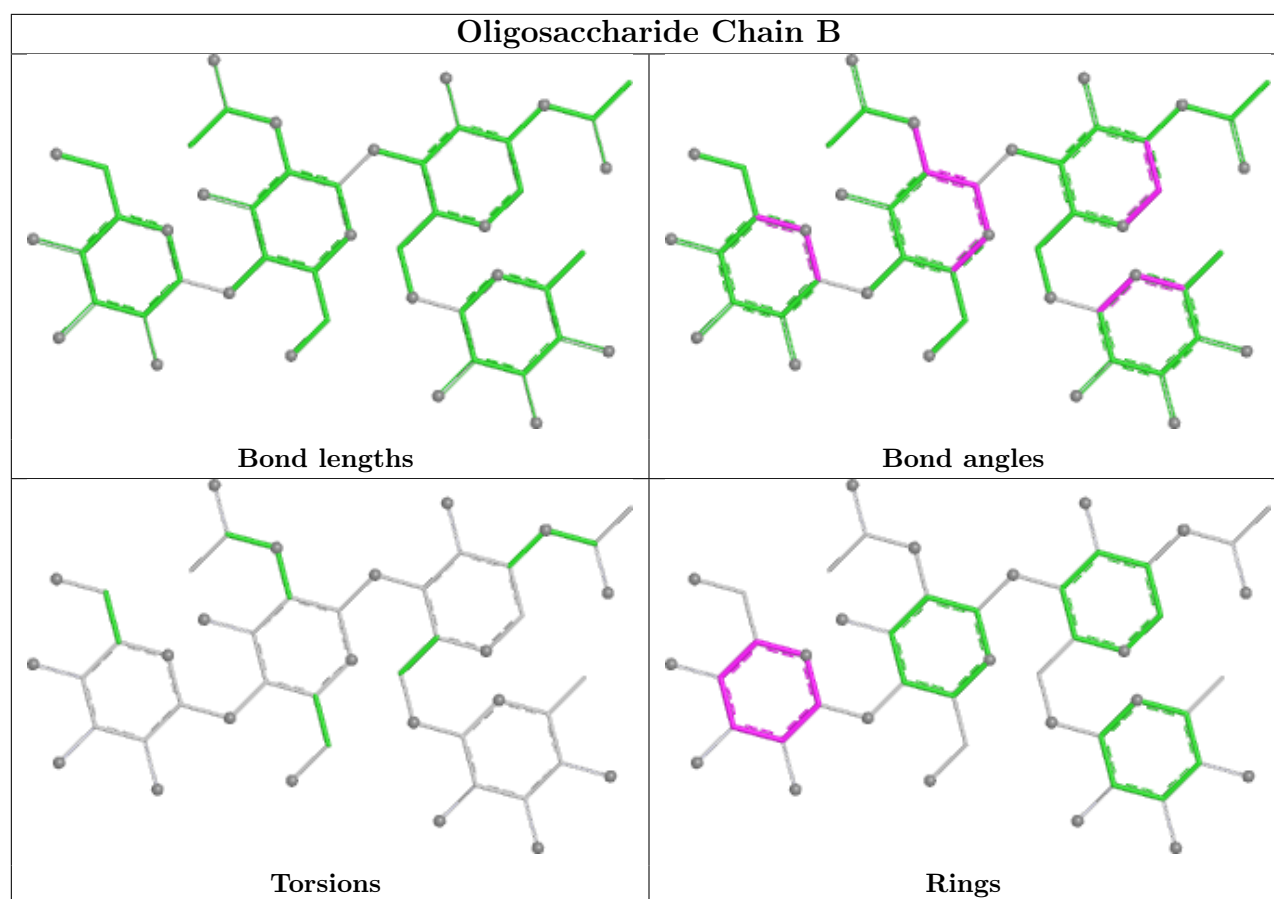 Oligosaccharide Chain B
Bond lengths
Bond angles
Torsions
Rings